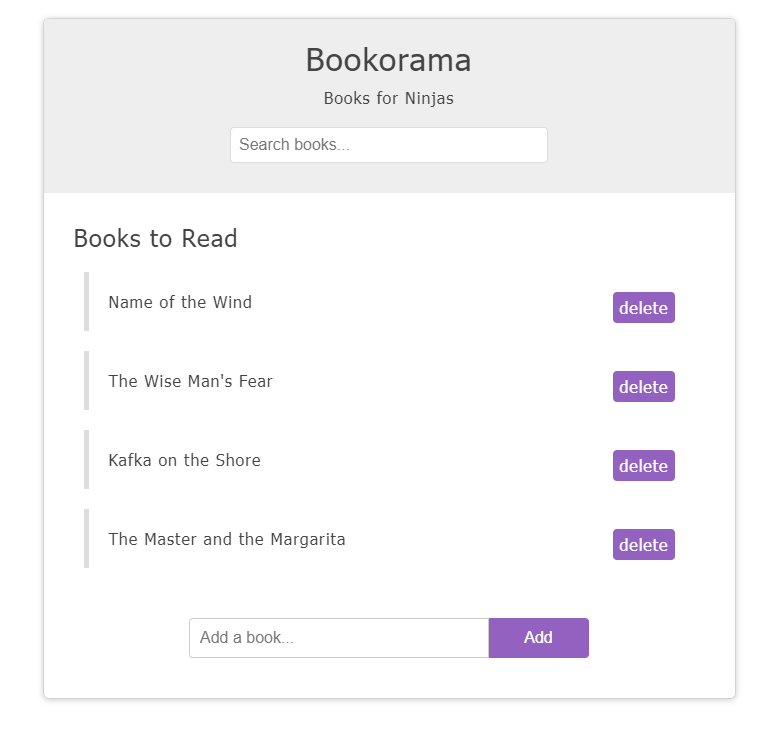 Bookorama
Books for Ninjas
Search books...
Books to Read
Name of the Wind
delete
The Wise Man's Fear
delete
Kafka on the Shore
delete
The Master and the Margarita
delete
Add a book...
Add